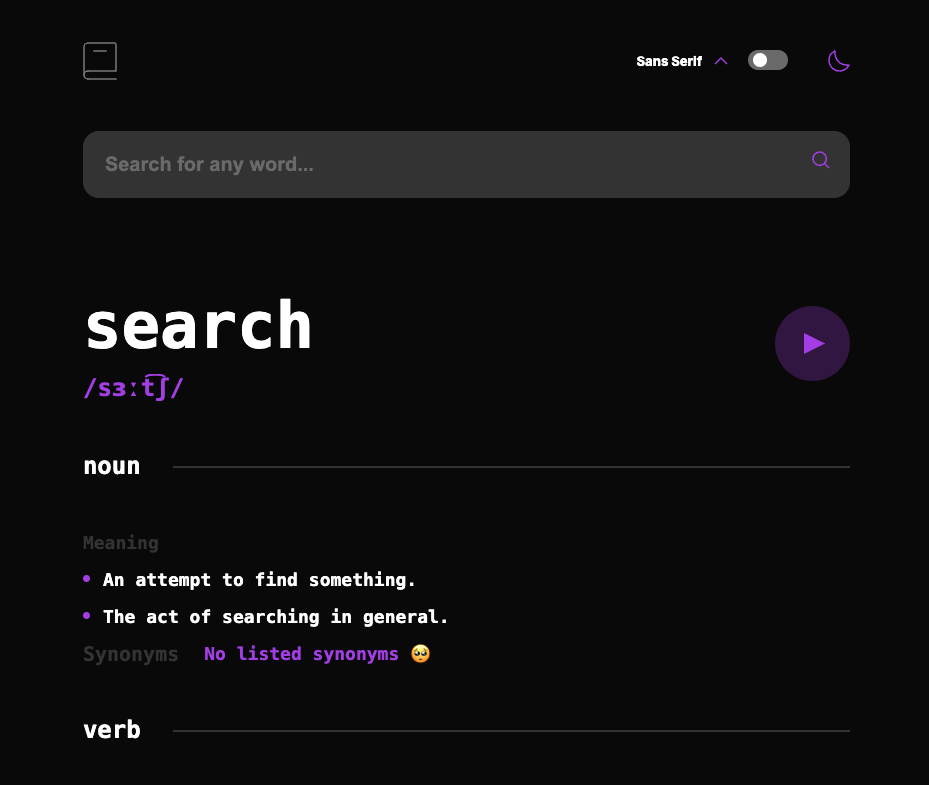 Sans Serif
Search for any word...
search
/sɜːt͡ʃ/
noun
Meaning
An attempt to find something.
The act of searching in general.
Synonyms No listed synonyms 🥺
verb